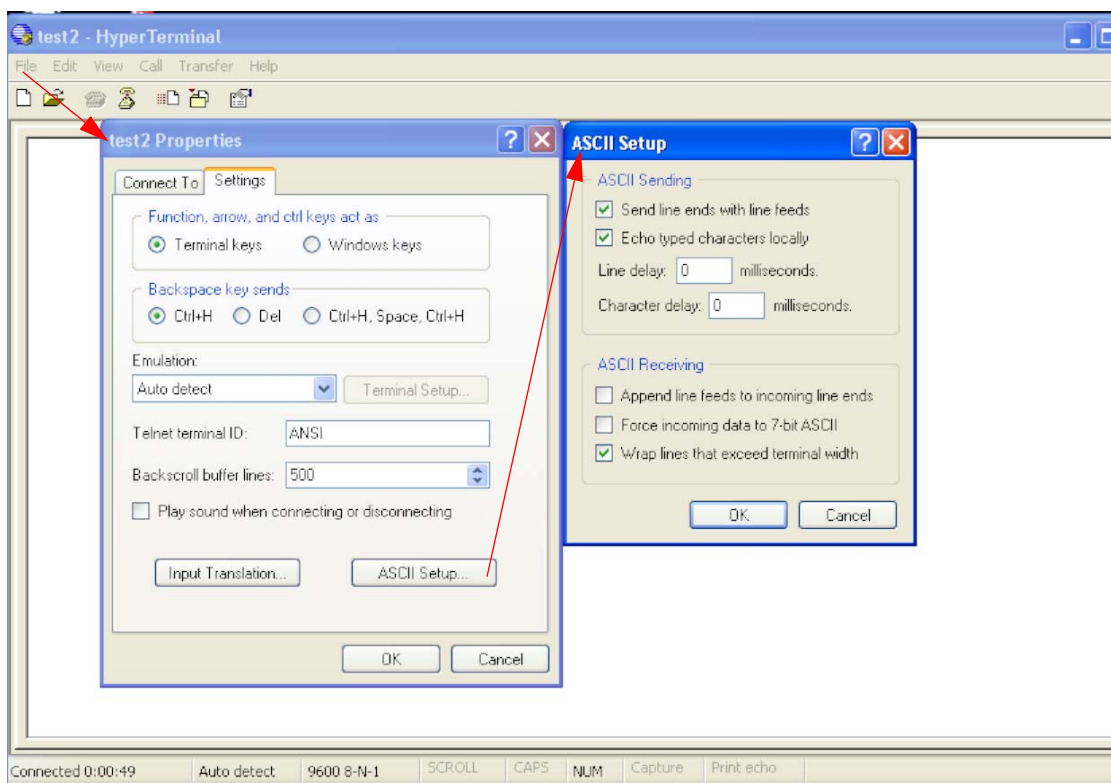 test2 - HyperTerminal
File Edit View Call Transfer Help
test2 Properties
Connect To Settings
Function, arrow, and ctrl keys act as
Terminal keys Windows keys
Backspace key sends
Ctrl+H Del Ctrl+H, Space, Ctrl+H
Emulation:
Auto detect Terminal Setup...
Telnet terminal ID: ANSI
Backscroll buffer lines: 500
Play sound when connecting or disconnecting
Input Translation... ASCII Setup...
OK Cancel
ASCII Setup
ASCII Sending
Send line ends with line feeds
Echo typed characters locally
Line delay: 0 milliseconds.
Character delay: 0 milliseconds.
ASCII Receiving
Append line feeds to incoming line ends
Force incoming data to 7-bit ASCII
Wrap lines that exceed terminal width
OK Cancel
Connected 0:00:49 Auto detect 9600 8-N-1 SCROLL CAPS NUM Capture Print echo